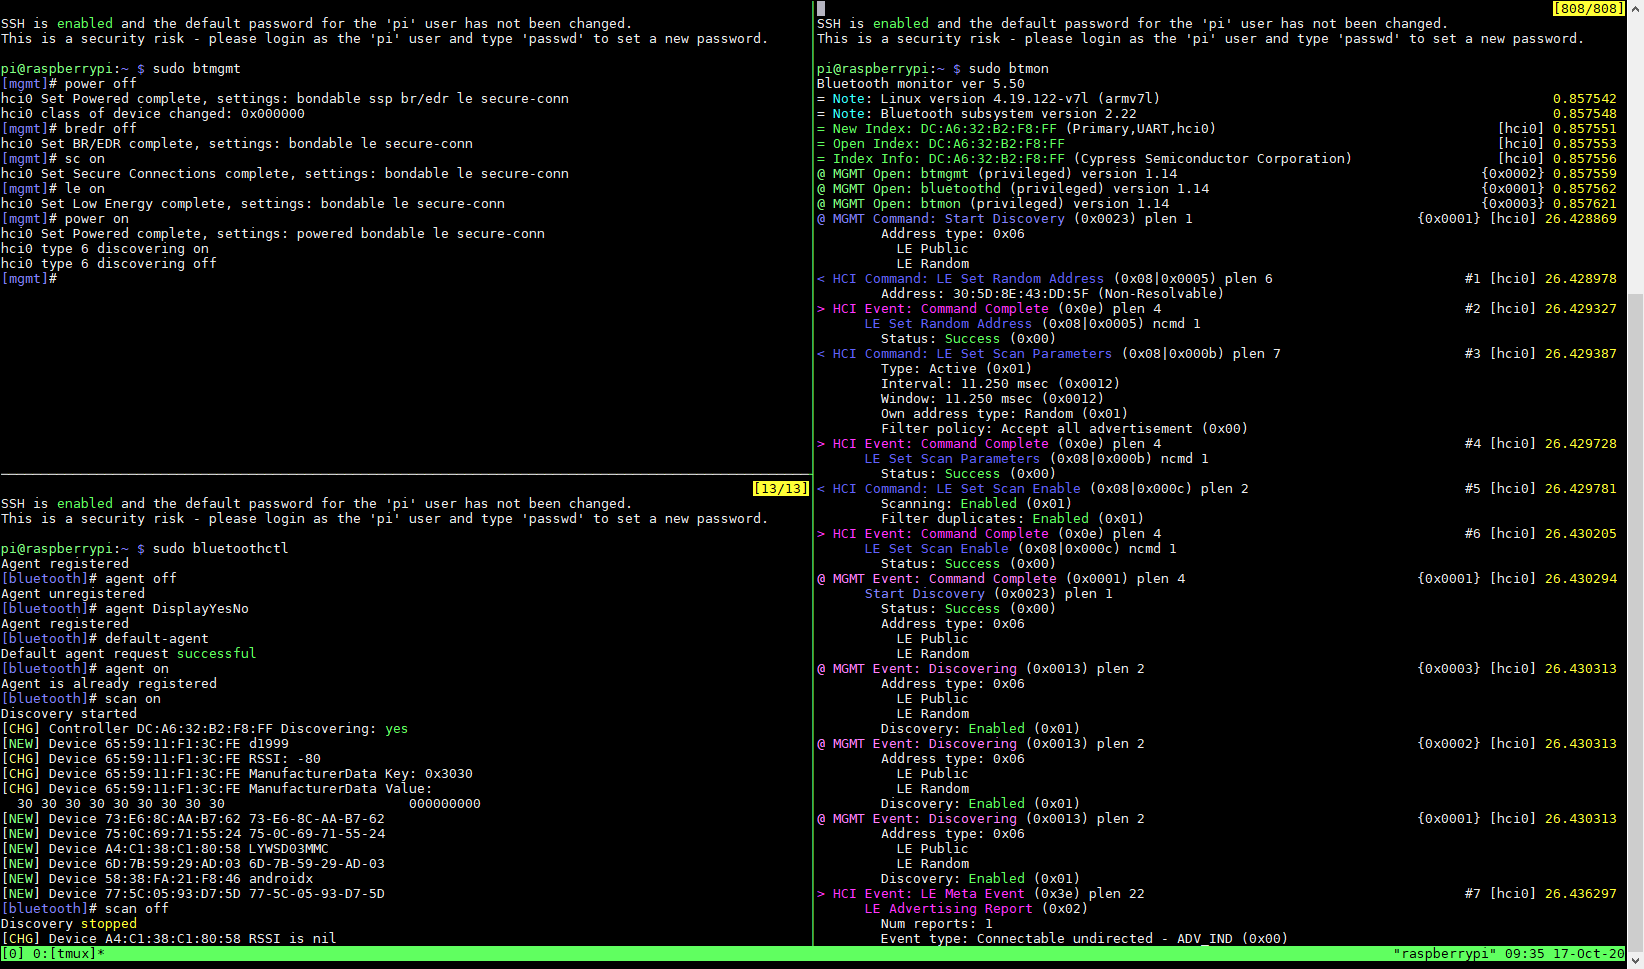 SSH is enabled and the default password for the 'pi' user has not been changed.
This is a security risk - please login as the 'pi' user and type 'passwd' to set a new password.
pi@raspberrypi:~ $ sudo btmgmt
[mgmt]# power off
hci0 Set Powered complete, settings: bondable ssp br/edr le secure-conn
hci0 class of device changed: 0x000000
[mgmt]# bredr off
hci0 Set BR/EDR complete, settings: bondable le secure-conn
[mgmt]# sc on
hci0 Set Secure Connections complete, settings: bondable le secure-conn
[mgmt]# le on
hci0 Set Low Energy complete, settings: bondable le secure-conn
[mgmt]# power on
hci0 Set Powered complete, settings: powered bondable le secure-conn
hci0 type 6 discovering on
hci0 type 6 discovering off
[mgmt]#
[13/13]
SSH is enabled and the default password for the 'pi' user has not been changed.
This is a security risk - please login as the 'pi' user and type 'passwd' to set a new password.
pi@raspberrypi:~ $ sudo bluetoothctl
Agent registered
[bluetooth]# agent off
Agent unregistered
[bluetooth]# agent DisplayYesNo
Agent registered
[bluetooth]# default-agent
Default agent request successful
[bluetooth]# agent on
Agent is already registered
[bluetooth]# scan on
Discovery started
[CHG] Controller DC:A6:32:B2:F8:FF Discovering: yes
[NEW] Device 65:59:11:F1:3C:FE d1999
[CHG] Device 65:59:11:F1:3C:FE RSSI: -80
[CHG] Device 65:59:11:F1:3C:FE ManufacturerData Key: 0x3030
[CHG] Device 65:59:11:F1:3C:FE ManufacturerData Value:
30 30 30 30 30 30 30 30 30 000000000
[NEW] Device 73:E6:8C:AA:B7:62 73-E6-8C-AA-B7-62
[NEW] Device 75:0C:69:71:55:24 75-0C-69-71-55-24
[NEW] Device A4:C1:38:C1:80:58 LYWSD03MMC
[NEW] Device 6D:7B:59:29:AD:03 6D-7B-59-29-AD-03
[NEW] Device 58:38:FA:21:F8:46 androidx
[NEW] Device 77:5C:05:93:D7:5D 77-5C-05-93-D7-5D
[bluetooth]# scan off
Discovery stopped
[CHG] Device A4:C1:38:C1:80:58 RSSI is nil
[808/808]
SSH is enabled and the default password for the 'pi' user has not been changed.
This is a security risk - please login as the 'pi' user and type 'passwd' to set a new password.
pi@raspberrypi:~ $ sudo btmon
Bluetooth monitor ver 5.50
= Note: Linux version 4.19.122-v7l (armv7l) 0.857542
= Note: Bluetooth subsystem version 2.22 0.857548
= New Index: DC:A6:32:B2:F8:FF (Primary,UART,hci0) [hci0] 0.857551
= Open Index: DC:A6:32:B2:F8:FF [hci0] 0.857553
= Index Info: DC:A6:32:B2:F8:FF (Cypress Semiconductor Corporation) [hci0] 0.857556
@ MGMT Open: btmgmt (privileged) version 1.14 {0x0002} 0.857559
@ MGMT Open: bluetoothd (privileged) version 1.14 {0x0001} 0.857562
@ MGMT Open: btmon (privileged) version 1.14 {0x0003} 0.857621
@ MGMT Command: Start Discovery (0x0023) plen 1 {0x0001} [hci0] 26.428869
Address type: 0x06
LE Public
LE Random
< HCI Command: LE Set Random Address (0x08|0x0005) plen 6 #1 [hci0] 26.428978
Address: 30:5D:8E:43:DD:5F (Non-Resolvable)
> HCI Event: Command Complete (0x0e) plen 4 #2 [hci0] 26.429327
LE Set Random Address (0x08|0x0005) ncmd 1
Status: Success (0x00)
< HCI Command: LE Set Scan Parameters (0x08|0x000b) plen 7 #3 [hci0] 26.429387
Type: Active (0x01)
Interval: 11.250 msec (0x0012)
Window: 11.250 msec (0x0012)
Own address type: Random (0x01)
Filter policy: Accept all advertisement (0x00)
> HCI Event: Command Complete (0x0e) plen 4 #4 [hci0] 26.429728
LE Set Scan Parameters (0x08|0x000b) ncmd 1
Status: Success (0x00)
< HCI Command: LE Set Scan Enable (0x08|0x000c) plen 2 #5 [hci0] 26.429781
Scanning: Enabled (0x01)
Filter duplicates: Enabled (0x01)
> HCI Event: Command Complete (0x0e) plen 4 #6 [hci0] 26.430205
LE Set Scan Enable (0x08|0x000c) ncmd 1
Status: Success (0x00)
@ MGMT Event: Command Complete (0x0001) plen 4 {0x0001} [hci0] 26.430294
Start Discovery (0x0023) plen 1
Status: Success (0x00)
Address type: 0x06
LE Public
LE Random
@ MGMT Event: Discovering (0x0013) plen 2 {0x0003} [hci0] 26.430313
Address type: 0x06
LE Public
LE Random
Discovery: Enabled (0x01)
@ MGMT Event: Discovering (0x0013) plen 2 {0x0002} [hci0] 26.430313
Address type: 0x06
LE Public
LE Random
Discovery: Enabled (0x01)
@ MGMT Event: Discovering (0x0013) plen 2 {0x0001} [hci0] 26.430313
Address type: 0x06
LE Public
LE Random
Discovery: Enabled (0x01)
> HCI Event: LE Meta Event (0x3e) plen 22 #7 [hci0] 26.436297
LE Advertising Report (0x02)
Num reports: 1
Event type: Connectable undirected - ADV_IND (0x00)
[0] 0:[tmux]* "raspberrypi" 09:35 17-Oct-20